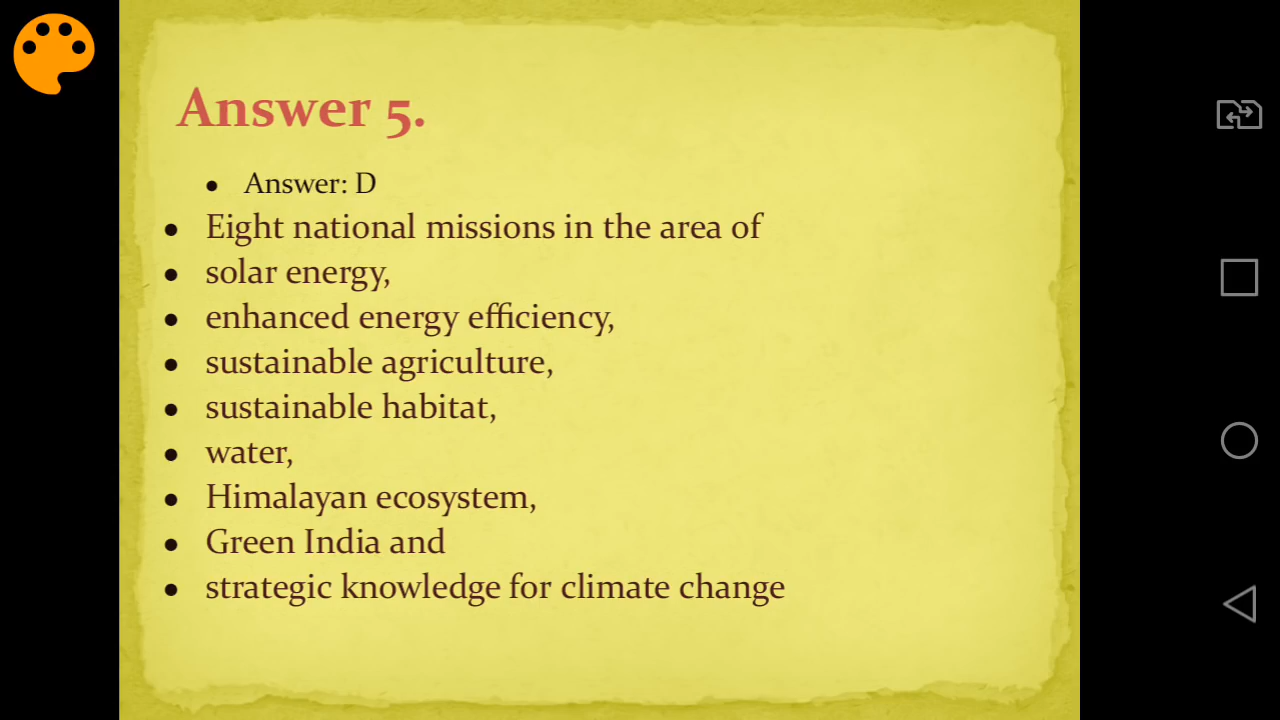 Answer 5.
• Answer: D
• Eight national missions in the area of
• solar energy,
• enhanced energy efficiency,
• sustainable agriculture,
• sustainable habitat,
• water,
• Himalayan ecosystem,
• Green India and
• strategic knowledge for climate change